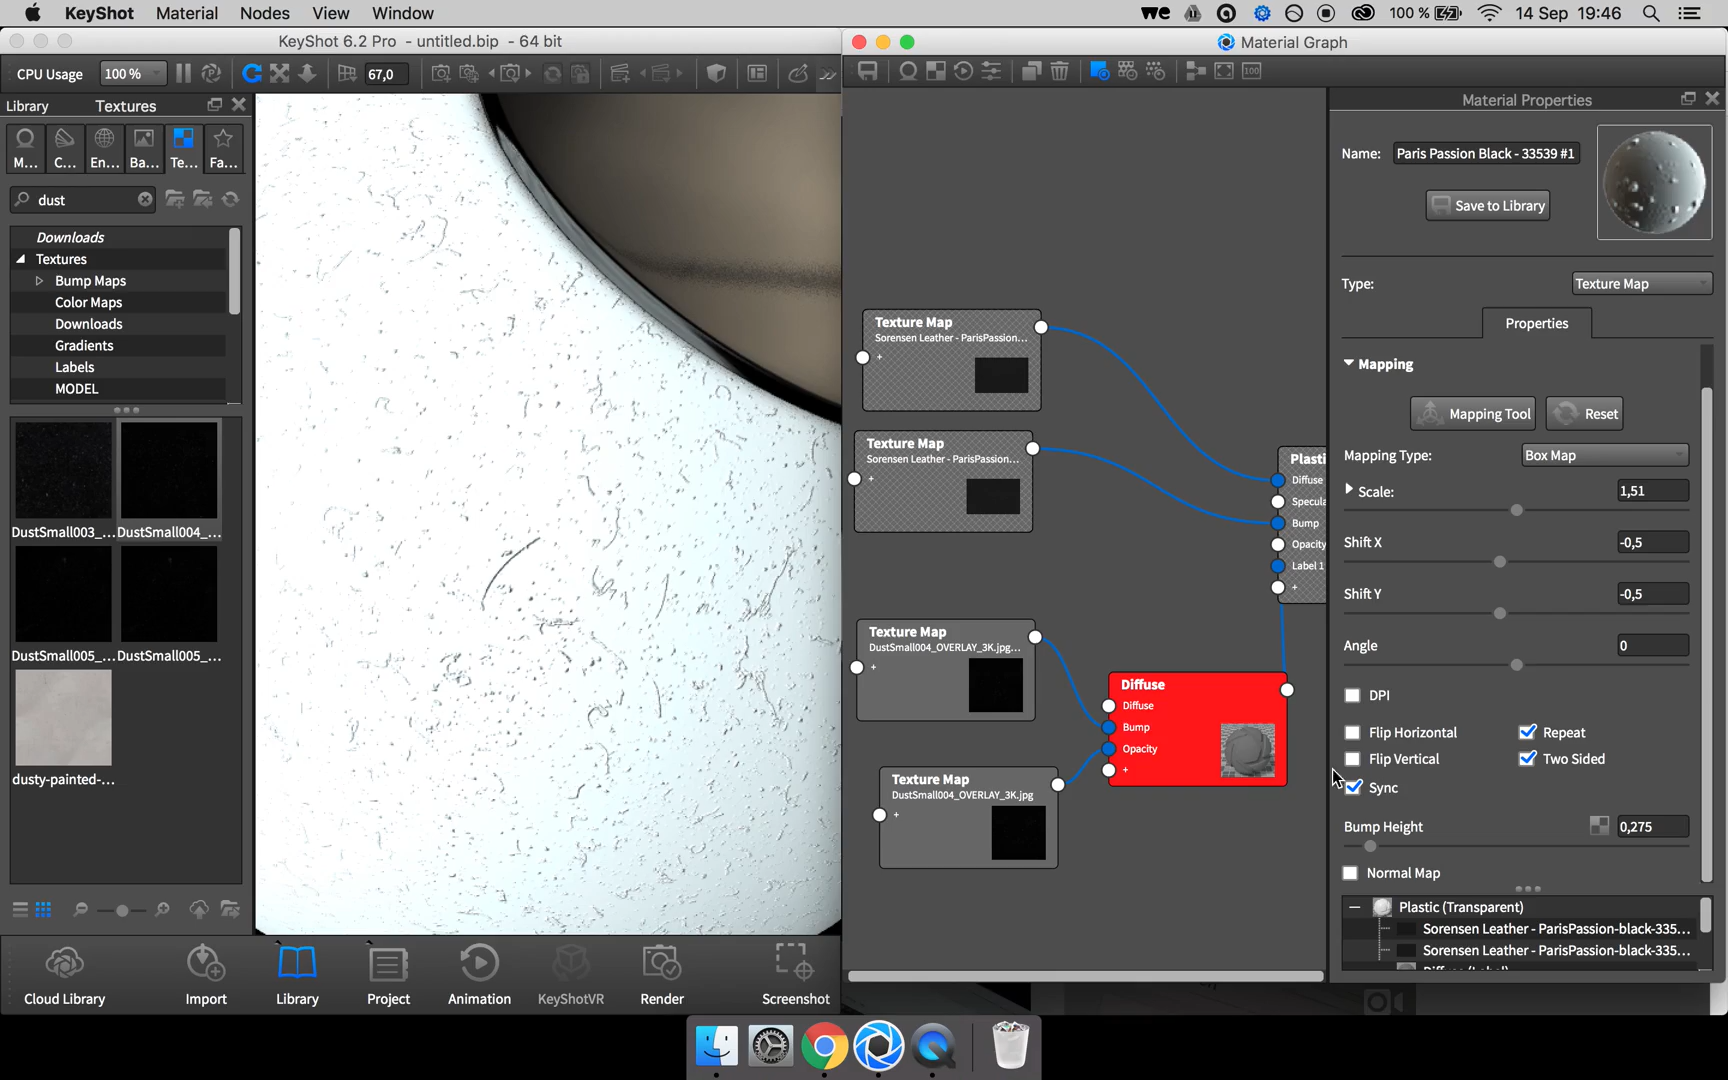 KeyShot Material Nodes View Window
100 % 14 Sep 19:46
KeyShot 6.2 Pro - untitled.bip - 64 bit
Material Graph
CPU Usage 100 % 67,0
100
Library Textures
M... C... En... Ba... Te... Fa...
dust
Downloads
Textures
Bump Maps
Color Maps
Downloads
Gradients
Labels
MODEL
DustSmall003_... DustSmall004_...
DustSmall005_... DustSmall005_...
dusty-painted-...
Cloud Library Import Library Project Animation KeyShotVR Render Screenshot
Texture Map
Sorensen Leather - ParisPassion...
+
Texture Map
Sorensen Leather - ParisPassion...
+
Plasti
Diffuse
Specula
Bump
Opacity
Label 1
+
Texture Map
DustSmall004_OVERLAY_3K.jpg...
+
Diffuse
Diffuse
Bump
Opacity
+
Texture Map
DustSmall004_OVERLAY_3K.jpg
+
Material Properties
Name: Paris Passion Black - 33539 #1
Save to Library
Type: Texture Map
Properties
Mapping
Mapping Tool Reset
Mapping Type: Box Map
Scale: 1,51
Shift X -0,5
Shift Y -0,5
Angle 0
DPI
Flip Horizontal Repeat
Flip Vertical Two Sided
Sync
Bump Height 0,275
Normal Map
Plastic (Transparent)
Sorensen Leather - ParisPassion-black-335...
Sorensen Leather - ParisPassion-black-335...
Diffuse (Label)